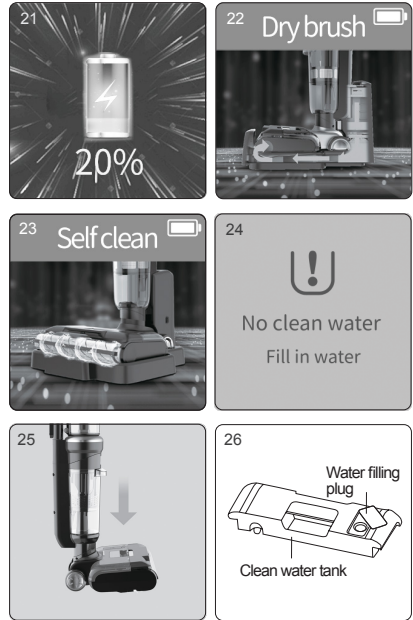 21
20%
22
Dry brush
23
Self clean
24
No clean water
Fill in water
25
26
Water filling
plug
Clean water tank